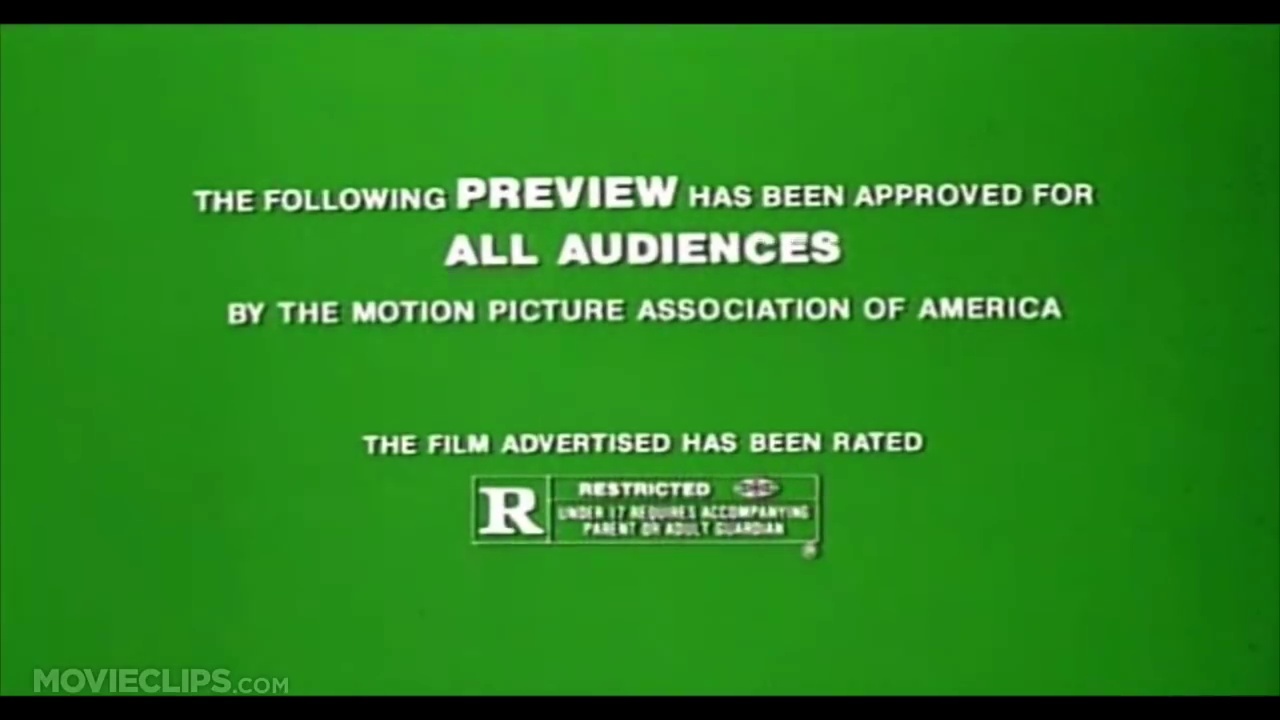 THE FOLLOWING PREVIEW HAS BEEN APPROVED FOR
ALL AUDIENCES
BY THE MOTION PICTURE ASSOCIATION OF AMERICA
THE FILM ADVERTISED HAS BEEN RATED
R RESTRICTED
UNDER 17 REQUIRES ACCOMPANYING
PARENT OR ADULT GUARDIAN
MOVIECLIPS.COM